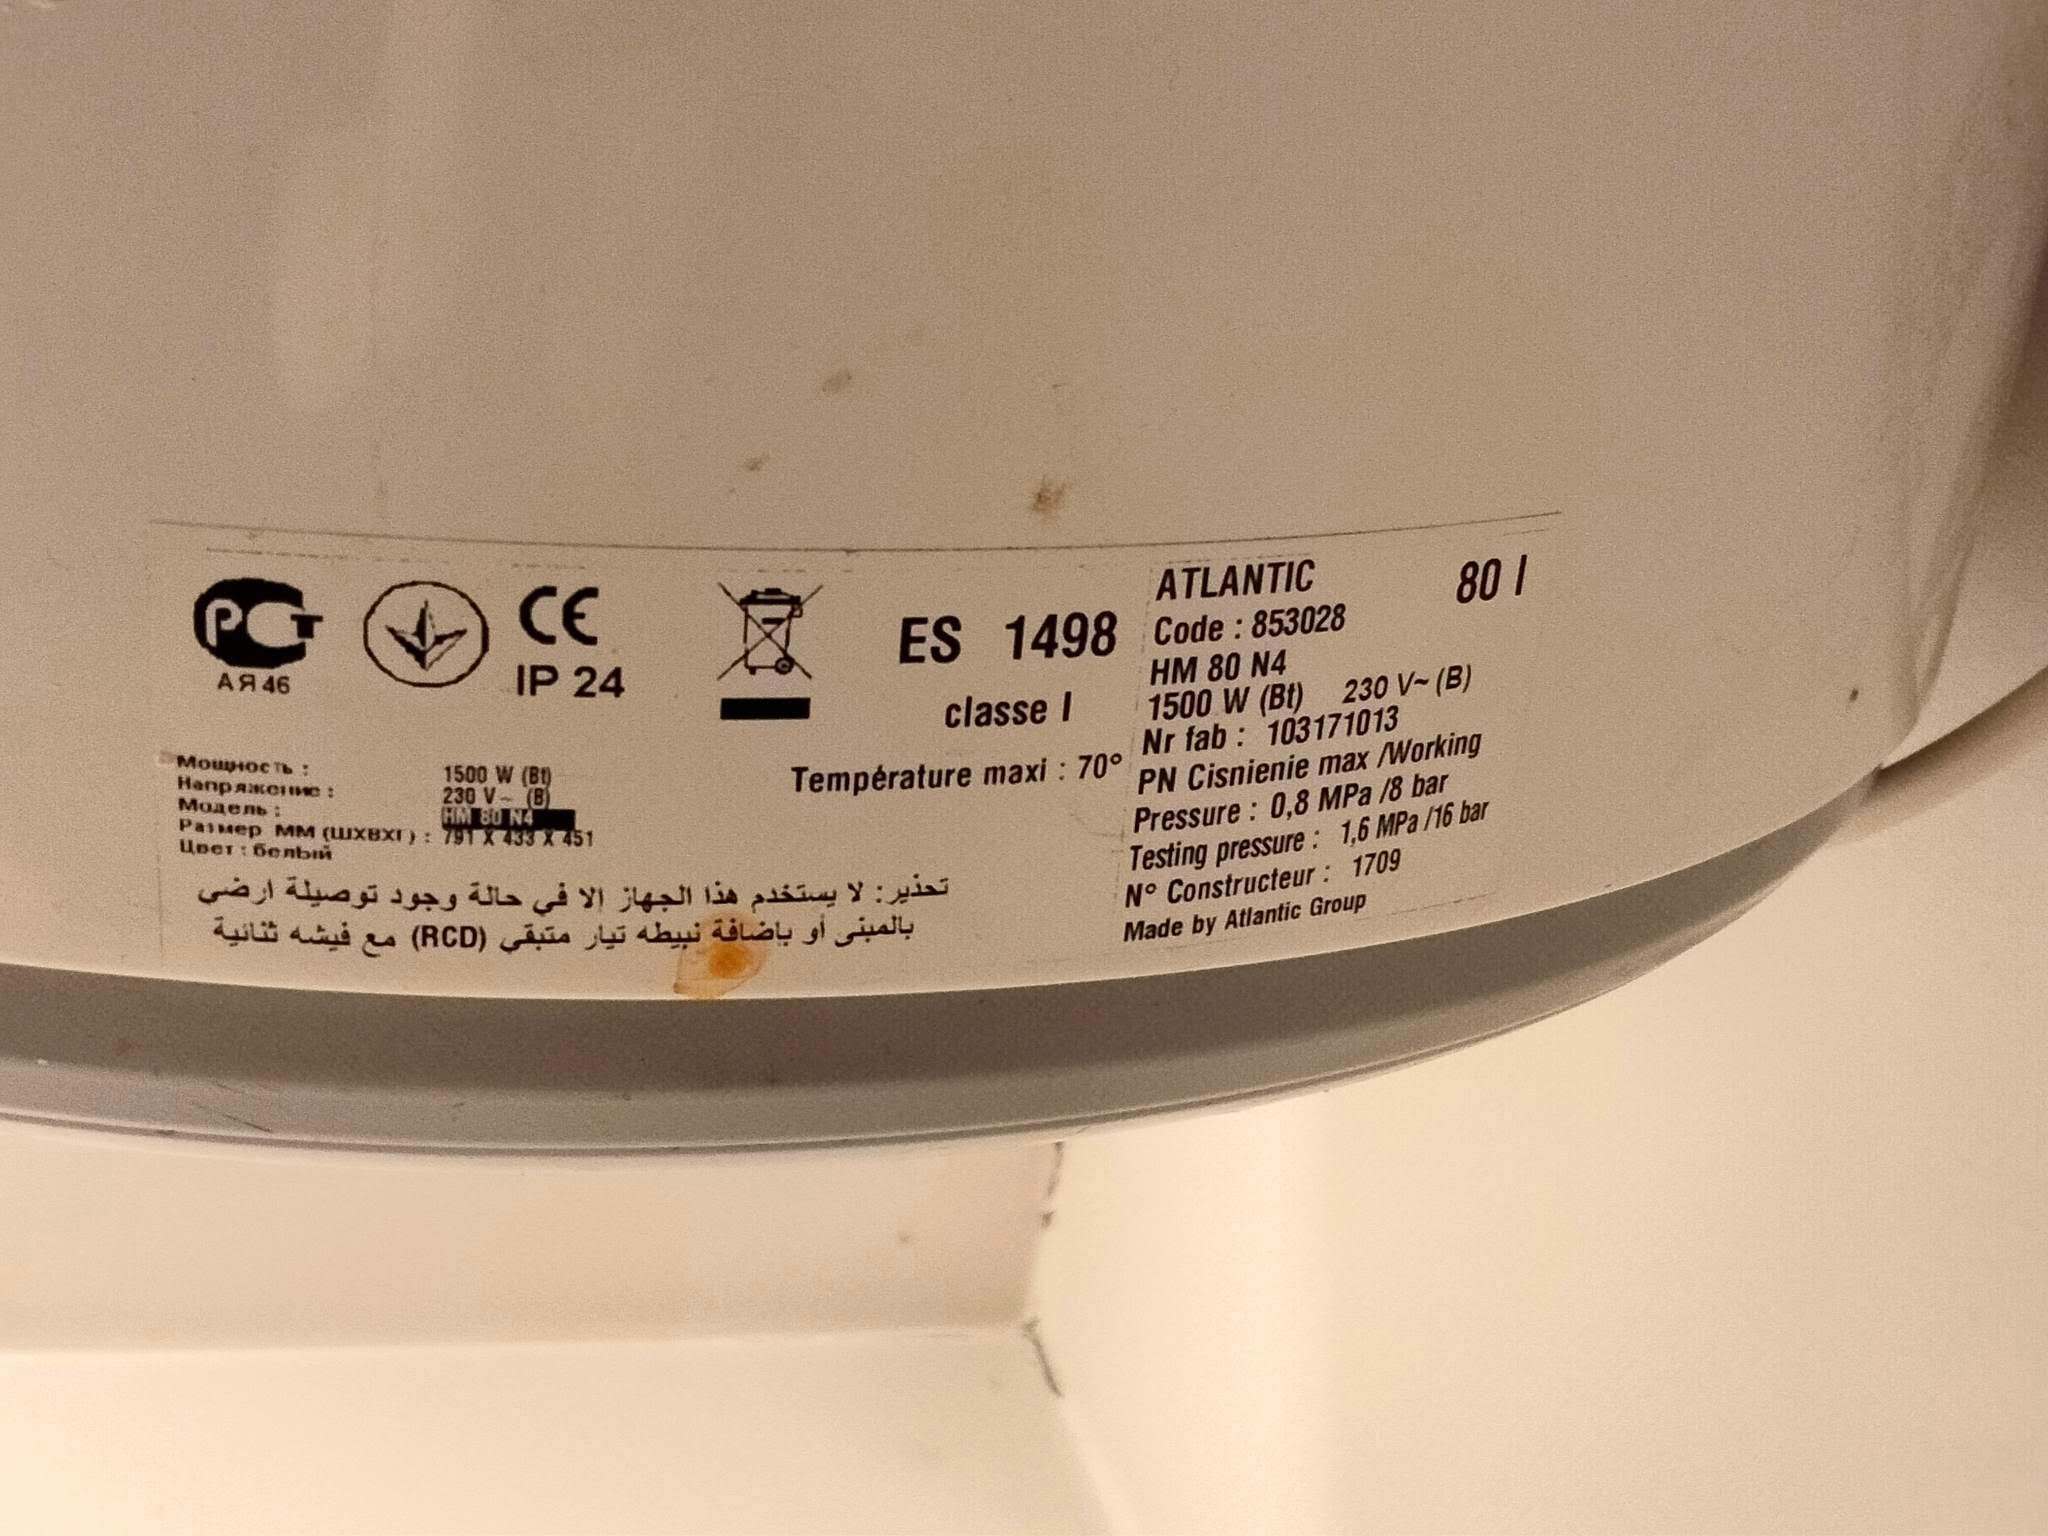 РСТ
АЯ46
CE
IP 24
ES 1498
classe I
Température maxi : 70°
Мощность : 1500 W (Bt)
Напряжение : 230 V~ (B)
Модель : HM 80 N4
Размер ММ (ШХВХГ) : 791 X 433 X 451
Цвет : белый
تحذير: لا يستخدم هذا الجهاز إلا في حالة وجود توصيلة ارضي
بالمبنى أو بإضافة نبيطه تيار متبقي (RCD) مع فيشه ثنائية
ATLANTIC 80 l
Code : 853028
HM 80 N4
1500 W (Bt) 230 V~ (B)
Nr fab : 103171013
PN Cisnienie max /Working
Pressure : 0,8 MPa /8 bar
Testing pressure : 1,6 MPa /16 bar
N° Constructeur : 1709
Made by Atlantic Group